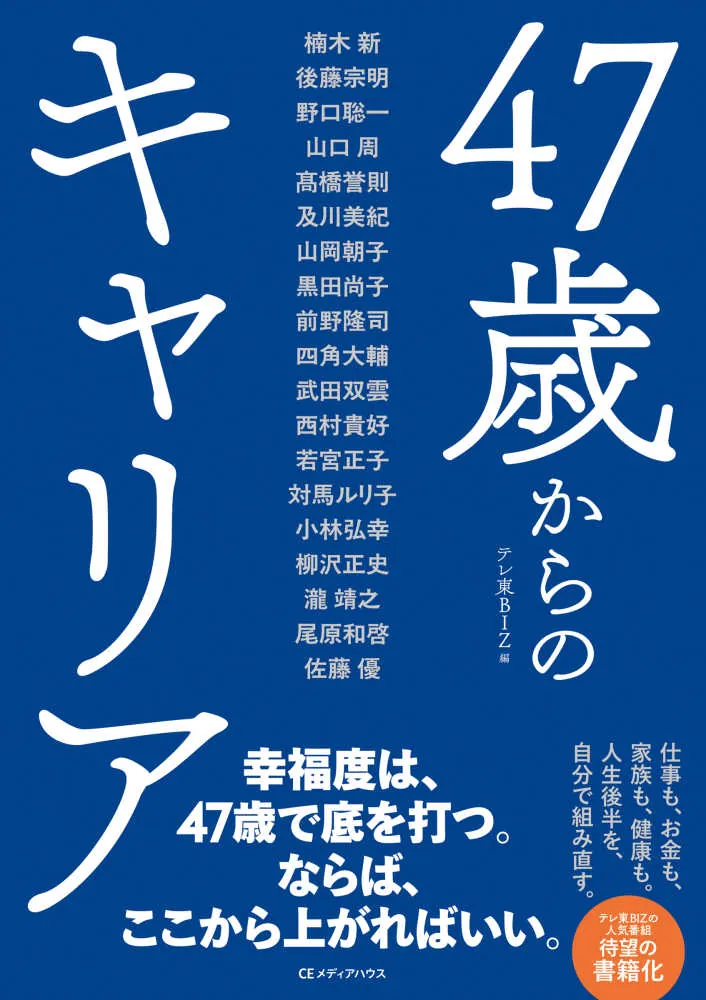 47歳からの
キャリア
テレ東BIZ 編
楠木 新
後藤宗明
野口聡一
山口 周
髙橋誉則
及川美紀
山岡朝子
黒田尚子
前野隆司
四角大輔
武田双雲
西村貴好
若宮正子
対馬ルリ子
小林弘幸
柳沢正史
瀧 靖之
尾原和啓
佐藤 優
仕事も、お金も、
家族も、健康も。
人生後半を、
自分で組み直す。
幸福度は、
47歳で底を打つ。
ならば、
ここから上がればいい。
テレ東BIZの
人気番組
待望の
書籍化
CEメディアハウス